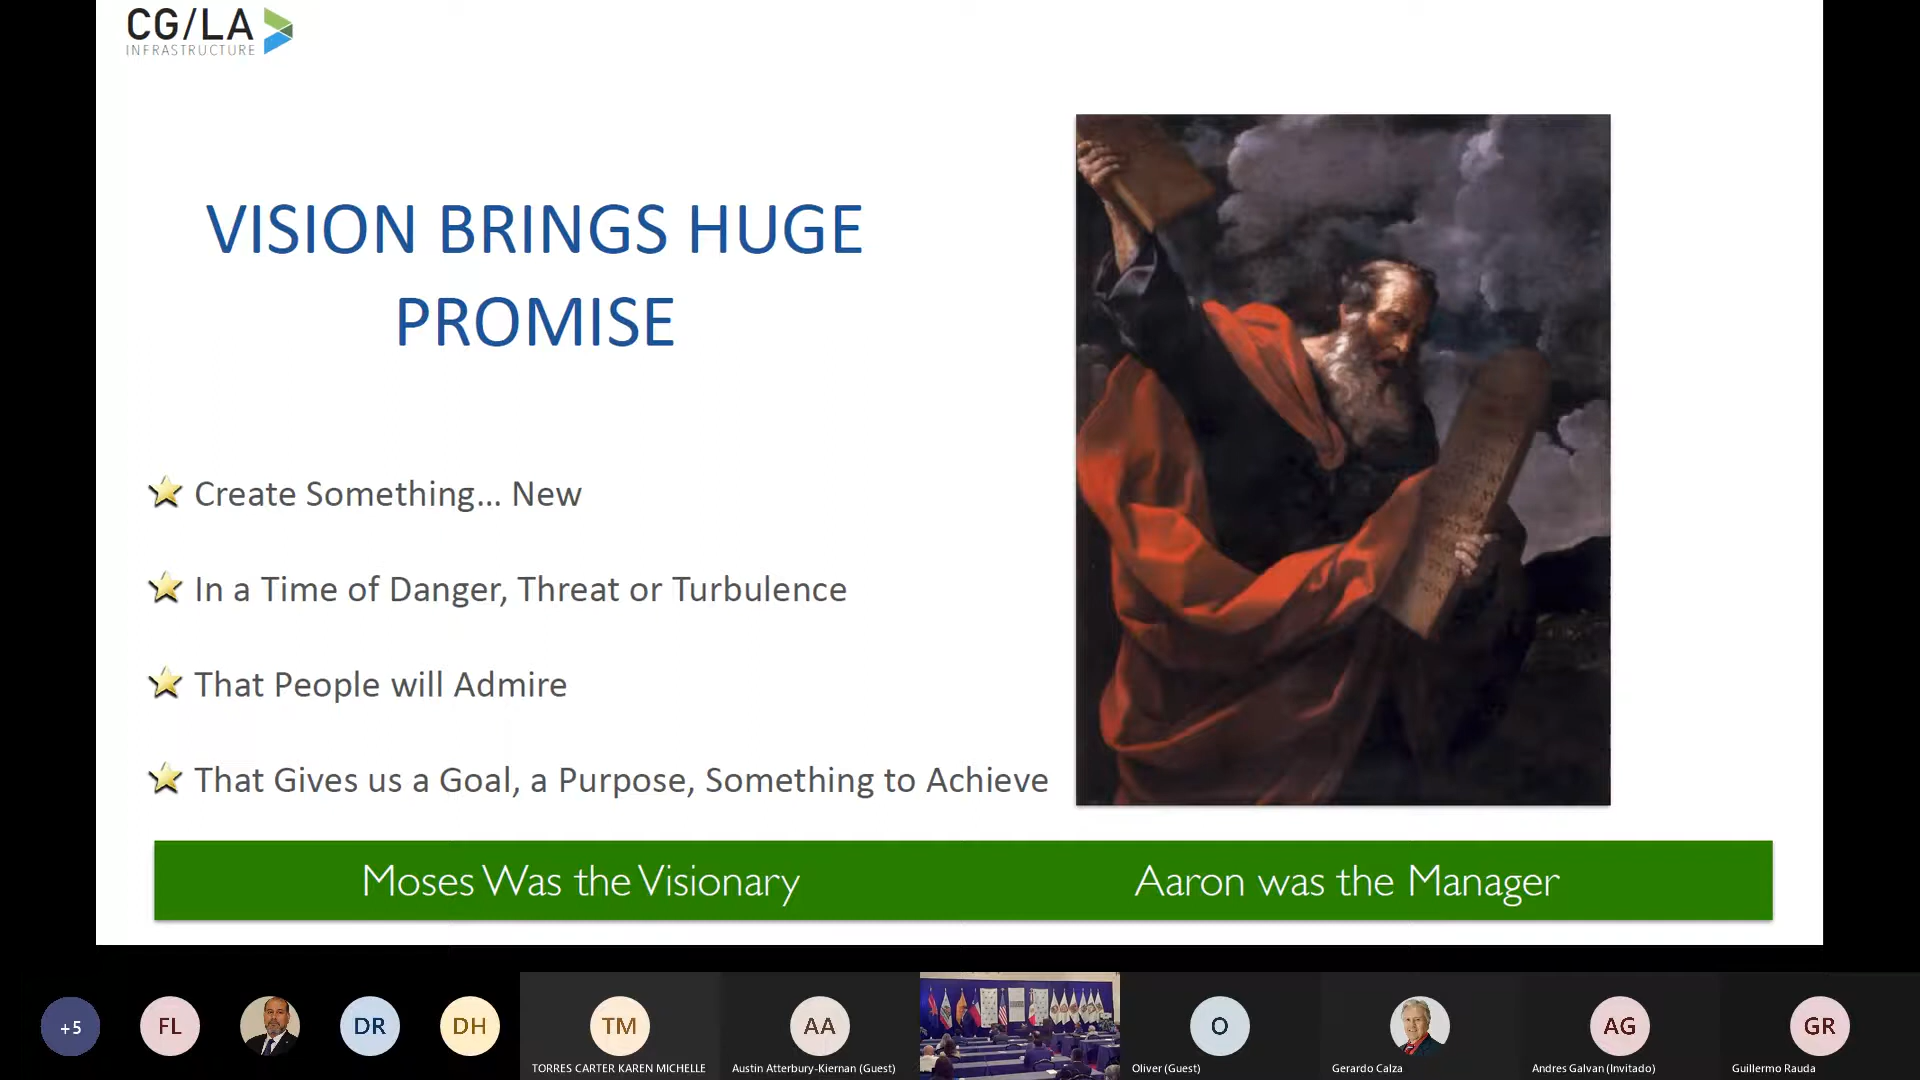 CG/LA
INFRASTRUCTURE
VISION BRINGS HUGE
PROMISE
Create Something... New
In a Time of Danger, Threat or Turbulence
That People will Admire
That Gives us a Goal, a Purpose, Something to Achieve
Moses Was the Visionary
Aaron was the Manager
+5
FL
DR
DH
TM
AA
O
AG
GR
TORRES CARTER KAREN MICHELLE
Austin Atterbury-Kiernan (Guest)
Oliver (Guest)
Gerardo Calza
Andres Galvan (Invitado)
Guillermo Rauda